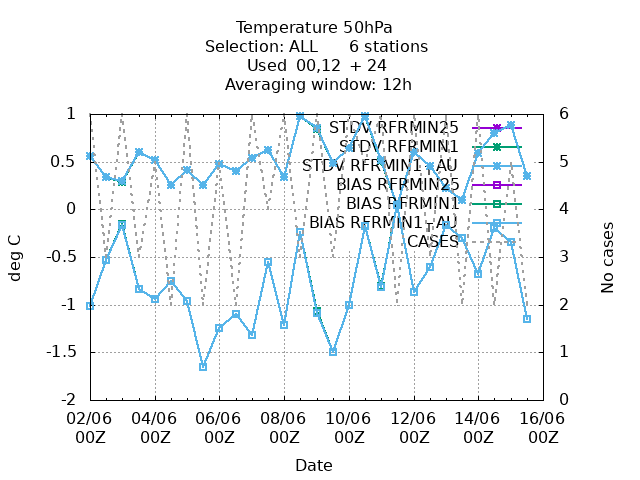 Temperature 50hPa
Selection: ALL 6 stations
Used 00,12 + 24
Averaging window: 12h
1
0.5
0
-0.5
-1
-1.5
-2
deg C
6
5
4
3
2
1
0
No cases
STDV RFRMIN25
STDV RFRMIN1
STDV RFRMIN1_AU
BIAS RFRMIN25
BIAS RFRMIN1
BIAS RFRMIN1_AU
CASES
02/06 04/06 06/06 08/06 10/06 12/06 14/06 16/06
00Z 00Z 00Z 00Z 00Z 00Z 00Z 00Z
Date